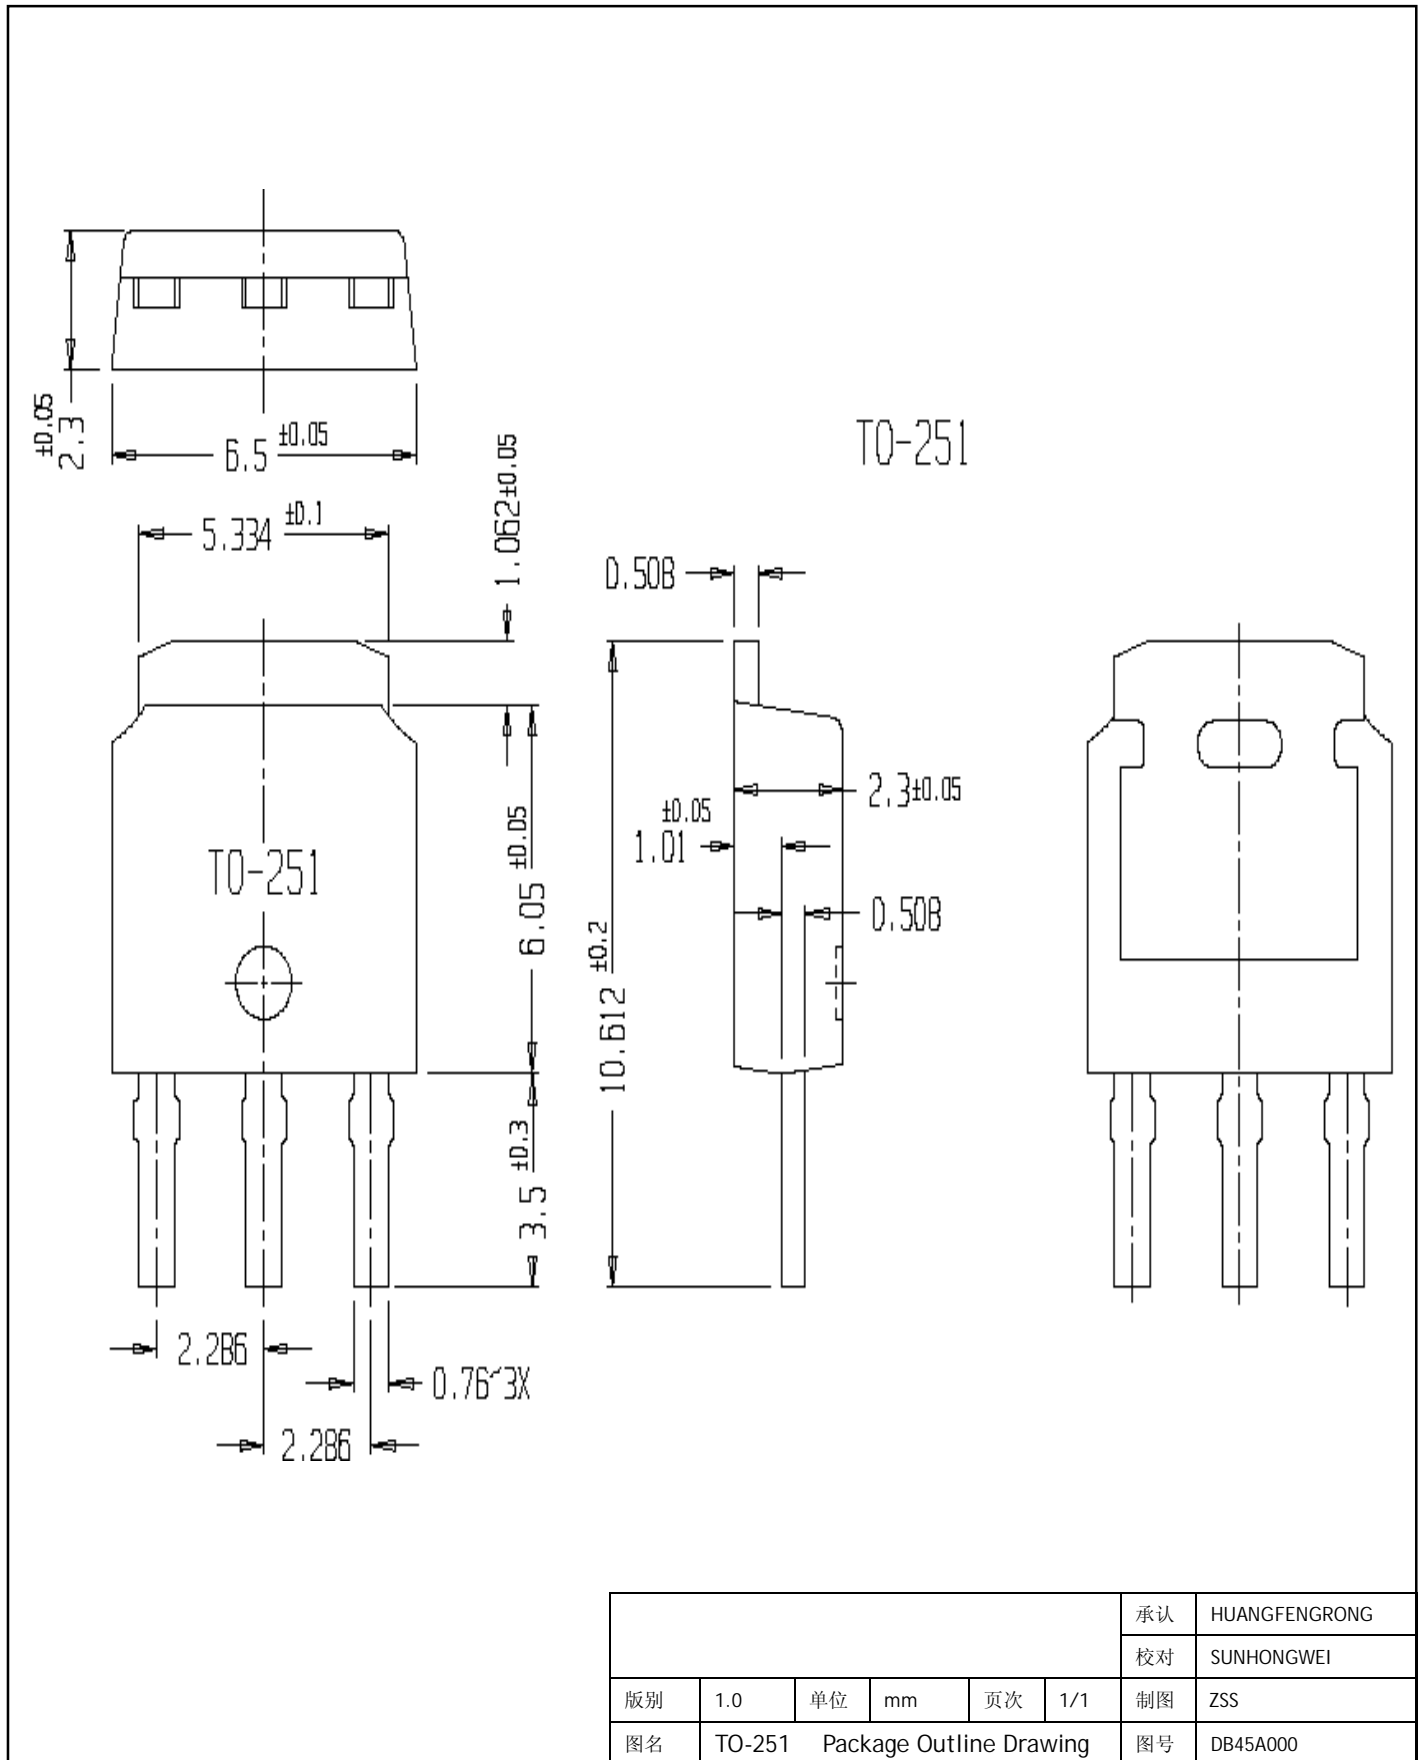 ±0.05
2.3
6.5 ±0.05
TO-251
5.334 ±0.1
1.062±0.05
0.508
2.3±0.05
±0.05
1.01
0.508
TO-251
6.05 ±0.05
10.612 ±0.2
3.5 ±0.3
2.286
0.76~3X
2.286
承认 HUANGFENGRONG
校对 SUNHONGWEI
版别 1.0 单位 mm 页次 1/1 制图 ZSS
图名 TO-251 Package Outline Drawing 图号 DB45A000